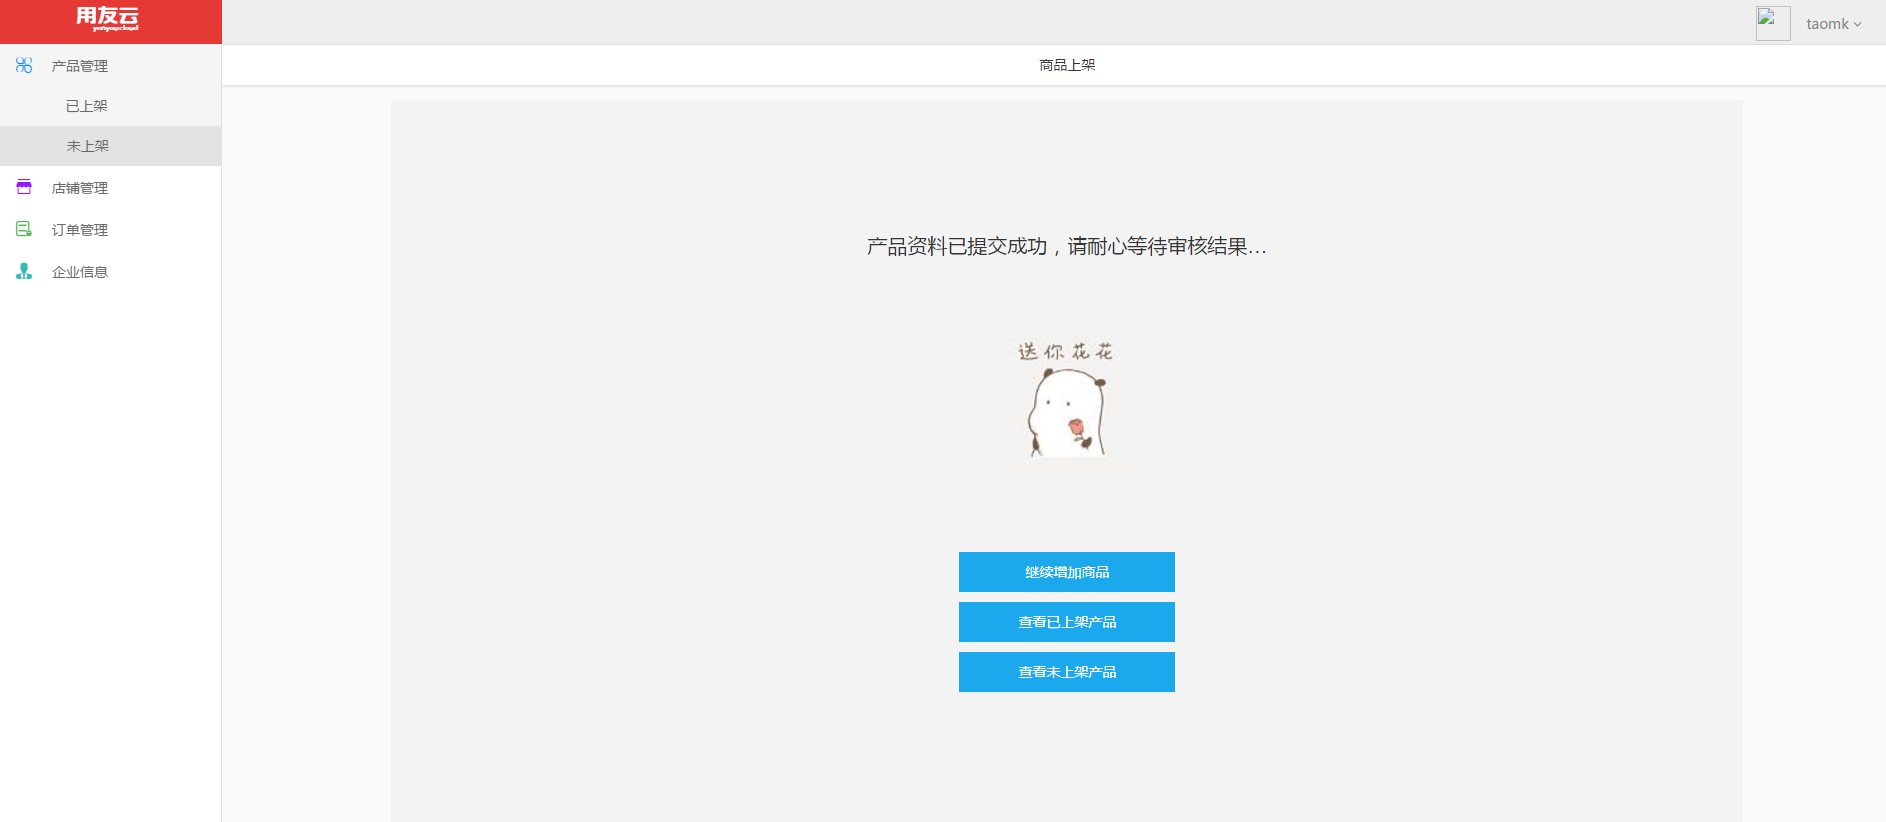 用友云
yonyoucloud
taomk
产品管理
已上架
未上架
店铺管理
订单管理
企业信息
商品上架
产品资料已提交成功，请耐心等待审核结果...
送你花花
继续增加商品
查看已上架产品
查看未上架产品